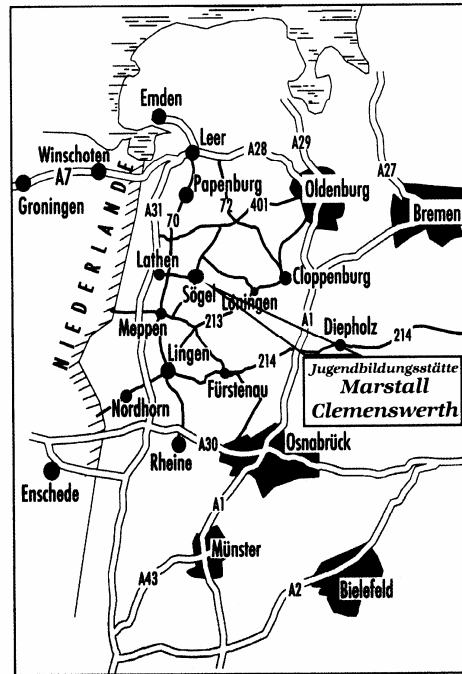 Emden
Leer
A28
A29
A27
Winschoten
A7
Groningen
Papenburg
72
401
Oldenburg
Bremen
A31
70
NIEDERLANDE
Lathen
Sögel
Löningen
Cloppenburg
Meppen
213
A1
Diepholz
214
Lingen
214
Fürstenau
Jugendbildungsstätte
Marstall
Clemenswerth
Nordhorn
Rheine
A30
Osnabrück
Enschede
A1
Münster
A43
A2
Bielefeld